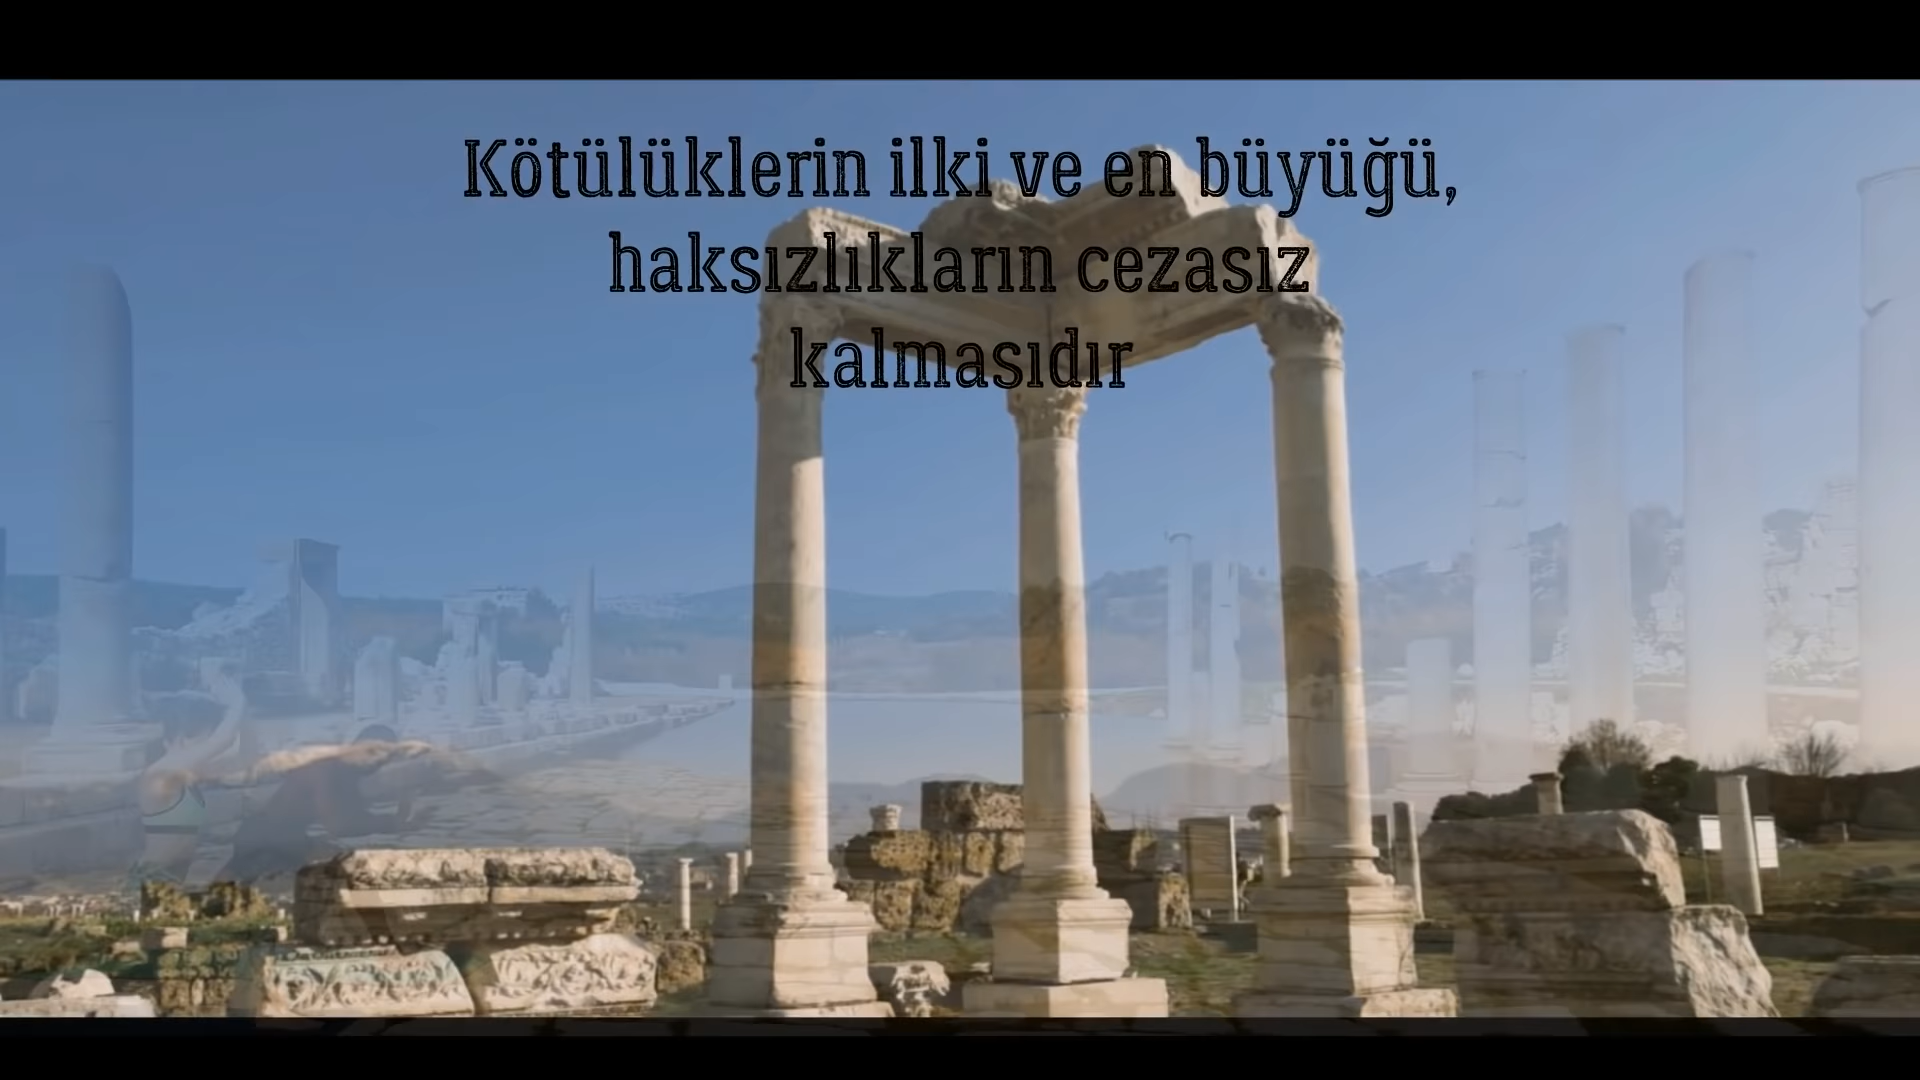 Kötülüklerin ilki ve en büyüğü,
haksızlıkların cezasız
kalmasıdır